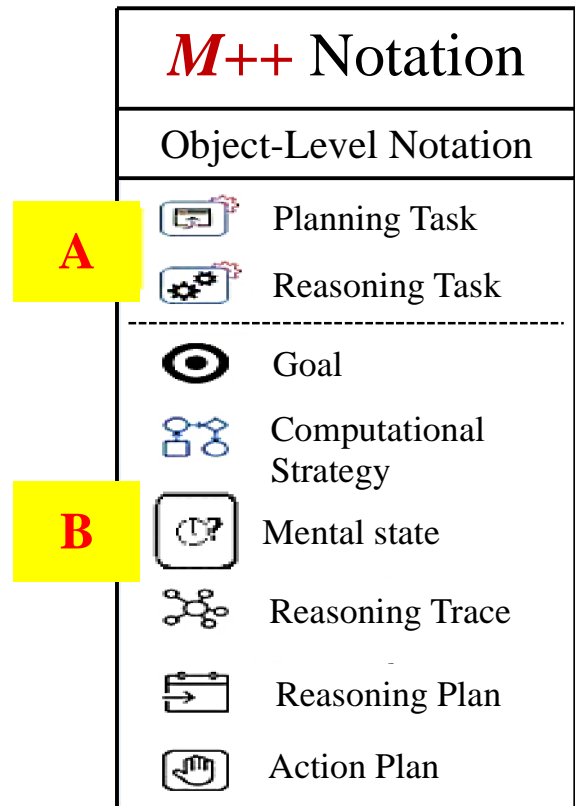 M++ Notation
Object-Level Notation
A
Planning Task
Reasoning Task
Goal
Computational
Strategy
B
?
Mental state
Reasoning Trace
Reasoning Plan
Action Plan